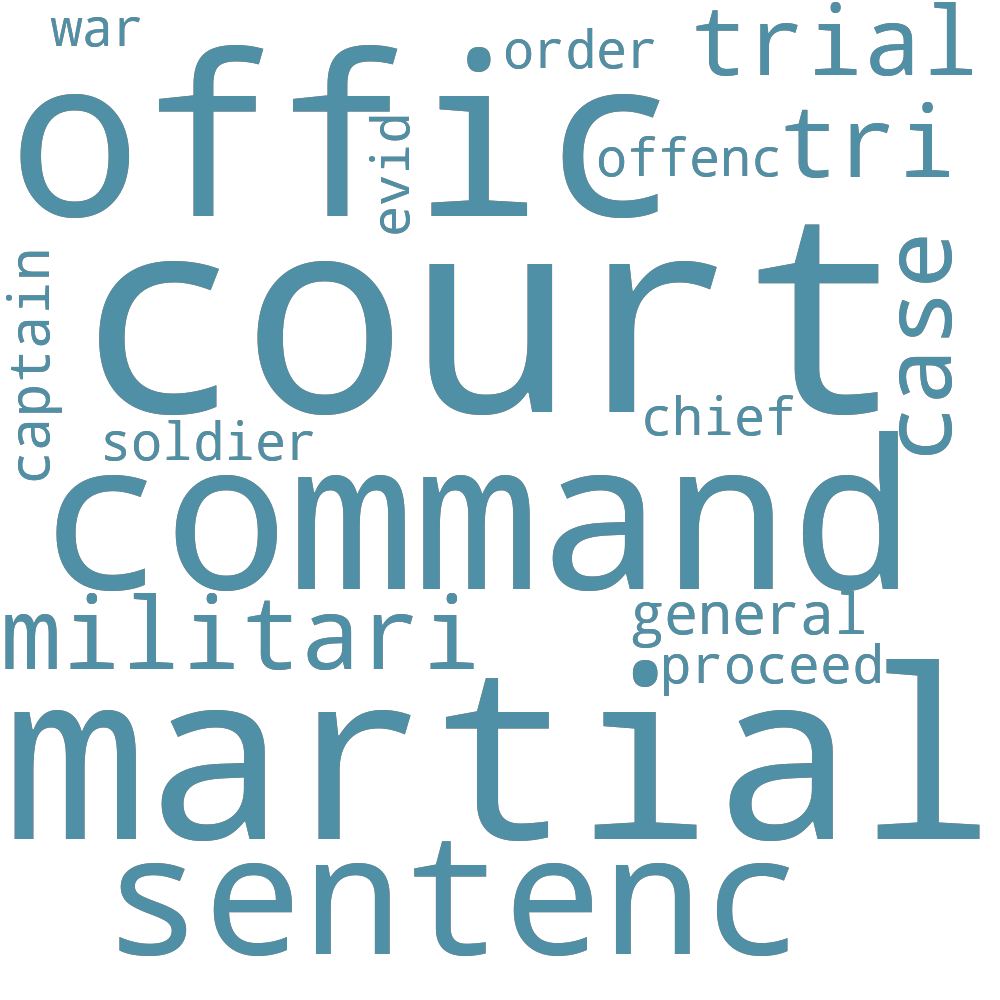 war
order
trial
offic
evid
offenc
tri
court
captain
case
chief
soldier
command
militari
general
proceed
martial
sentenc